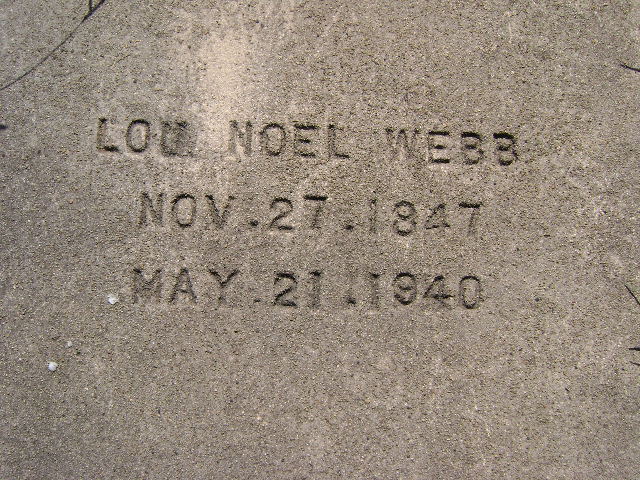 LOU NOEL WEBB
NOV. 27. 1847
MAY. 21. 1940